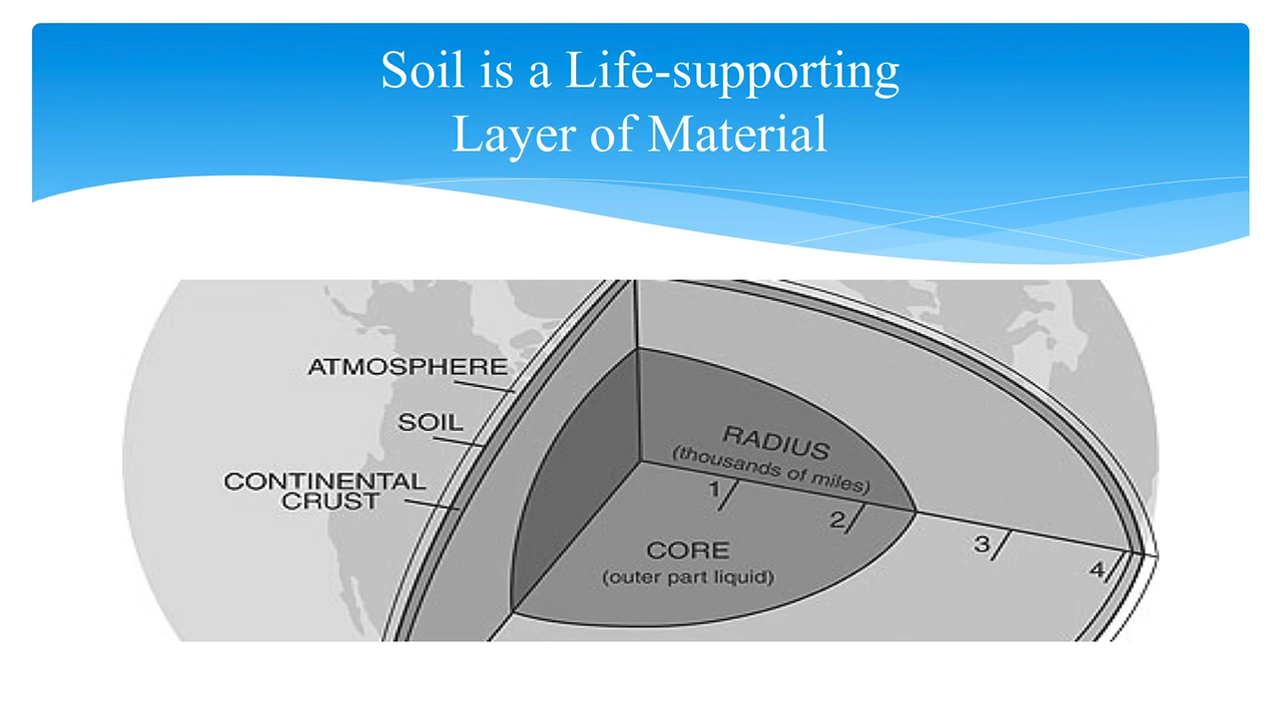 Soil is a Life-supporting
Layer of Material
ATMOSPHERE
SOIL
CONTINENTAL
CRUST
RADIUS
(thousands of miles)
1
2
3
4
CORE
(outer part liquid)